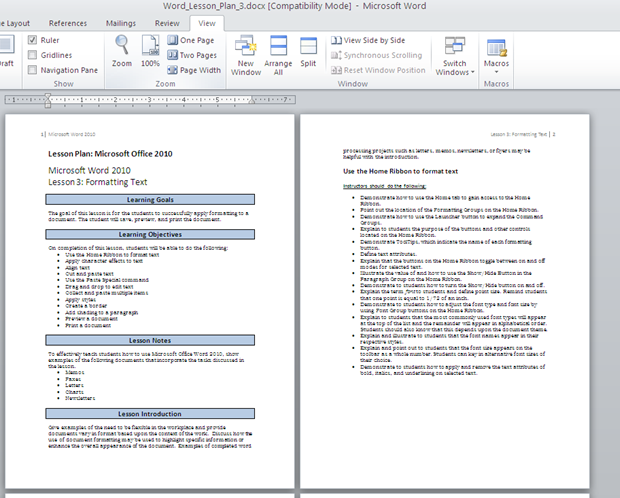 Word_Lesson_Plan_3.docx [Compatibility Mode] - Microsoft Word
Layout References Mailings Review View
Draft
Ruler
Gridlines
Navigation Pane
Show
Zoom
100%
One Page
Two Pages
Page Width
Zoom
New Window
Arrange All
Split
View Side by Side
Synchronous Scrolling
Reset Window Position
Window
Switch Windows
Macros
Macros
1 1 2 3 4 5 7
1| Microsoft Word 2010
Lesson Plan: Microsoft Office 2010
Microsoft Word 2010
Lesson 3: Formatting Text
Learning Goals
The goal of this lesson is for the students to successfully apply formatting to a
document. The student will save, preview, and print the document.
Learning Objectives
On completion of this lesson, students will be able to do the following:
• Use the Home Ribbon to format text
• Apply character effects to text
• Align text
• Cut and paste text
• Use the Paste Special command
• Drag and drop to edit text
• Collect and paste multiple items
• Apply styles
• Create a border
• Add shading to a paragraph
• Preview a document
• Print a document
Lesson Notes
To effectively teach students how to use Microsoft Office Word 2010, show
examples of the following documents that incorporate the tasks discussed in
the lesson.
• Memos
• Faxes
• Letters
• Charts
• Newsletters
Lesson Introduction
Give examples of the need to be flexible in the workplace and provide
documents vary in format based upon the content of the work. Discuss how the
use of document formatting may be used to highlight specific information or
enhance the overall appearance of the document. Examples of completed word
Lesson 3: Formatting Text | 2
processing projects such as letters, memos, newsletters, or flyers may be
helpful with the introduction.
Use the Home Ribbon to format text
Instructors should do the following:
• Demonstrate how to use the Home tab to gain access to the Home
Ribbon.
• Point out the location of the Formatting Groups on the Home Ribbon.
• Demonstrate how to use the Launcher button to expand the Command
Groups.
• Explain to students the purpose of the buttons and other controls
located on the Home Ribbon.
• Demonstrate ToolTips, which indicate the name of each formatting
button.
• Define text attributes.
• Explain that the buttons on the Home Ribbon toggle between on and off
modes for selected text.
• Illustrate the value of and how to use the Show/Hide Button in the
Paragraph Group on the Home Ribbon.
• Demonstrate to students how to turn the Show/Hide button on and off.
• Explain the term font to students and define point size. Remind students
that one point is equal to 1/72 of an inch.
• Demonstrate to students how to adjust the font type and font size by
using Font Group buttons on the Home Ribbon.
• Explain to students that the most commonly used font types will appear
at the top of the list and the remainder will appear in alphabetical order.
Students should also know that this depends upon the document theme.
• Explain and illustrate to students that the font names appear in their
respective styles.
• Explain and point out to students that the font size appears on the
toolbar as a whole number. Students can key in alternative font sizes of
their choice.
• Demonstrate to students how to apply and remove the text attributes of
bold, italics, and underlining on selected text.